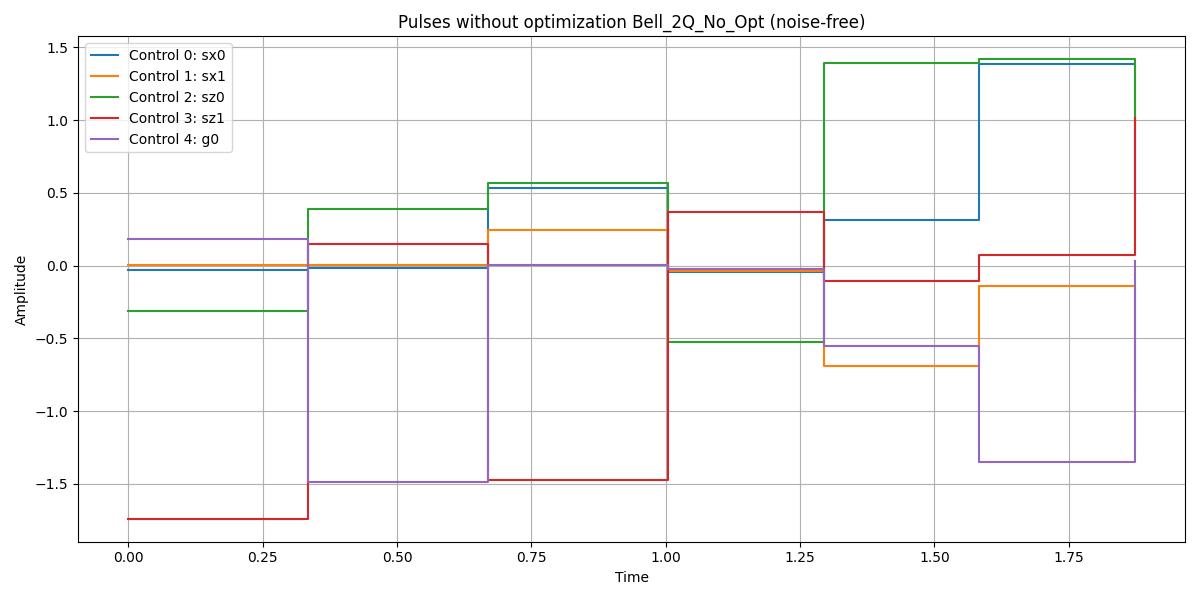 Pulses without optimization Bell_2Q_No_Opt (noise-free)
Control 0: sx0
Control 1: sx1
Control 2: sz0
Control 3: sz1
Control 4: g0
Amplitude
1.5
1.0
0.5
0.0
−0.5
−1.0
−1.5
0.00 0.25 0.50 0.75 1.00 1.25 1.50 1.75
Time